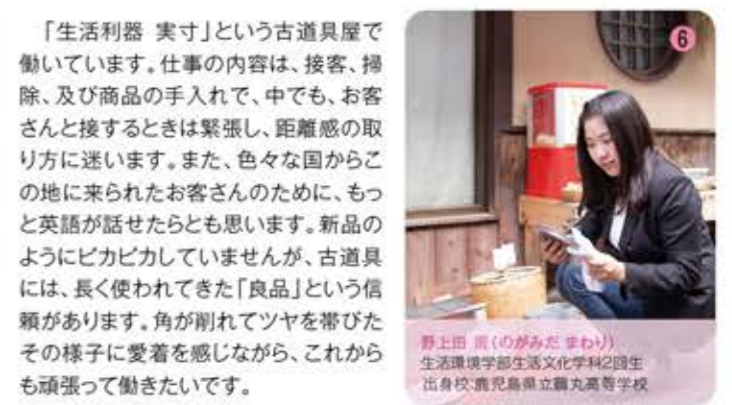 「生活利器 実寸」という古道具屋で
働いています。仕事の内容は、接客、掃
除、及び商品の手入れで、中でも、お客
さんと接するときは緊張し、距離感の取
り方に迷います。また、色々な国からこ
の地に来られたお客さんのために、もっ
と英語が話せたらとも思います。新品の
ようにピカピカしていませんが、古道具
には、長く使われてきた「良品」という信
頼があります。角が削れてツヤを帯びた
その様子に愛着を感じながら、これから
も頑張って働きたいです。
6
野上田 (のがみだ まわり)
生活環境学部生活文化学科2回生
出身校:鹿児島県立鶴丸高等学校